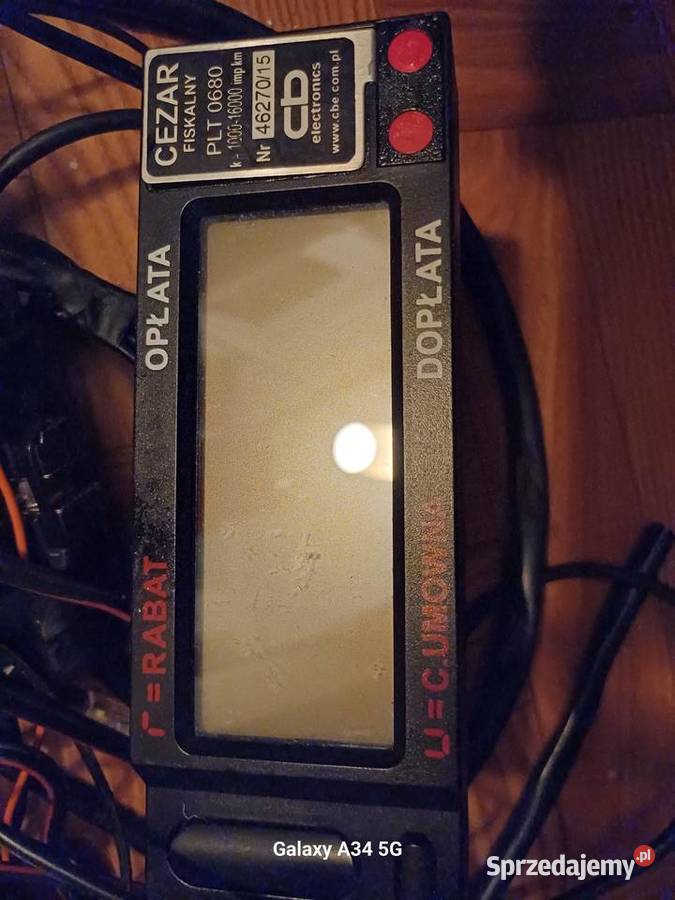 CEZAR
FISKALNY
PLT 0680
k - 1000-16000 imp/km
Nr 46270/15
cb
electronics
www.cbe.com.pl
OPŁATA
DOPŁATA
r = RABAT
u = C.UMOWNA
Galaxy A34 5G
Sprzedajemy.pl